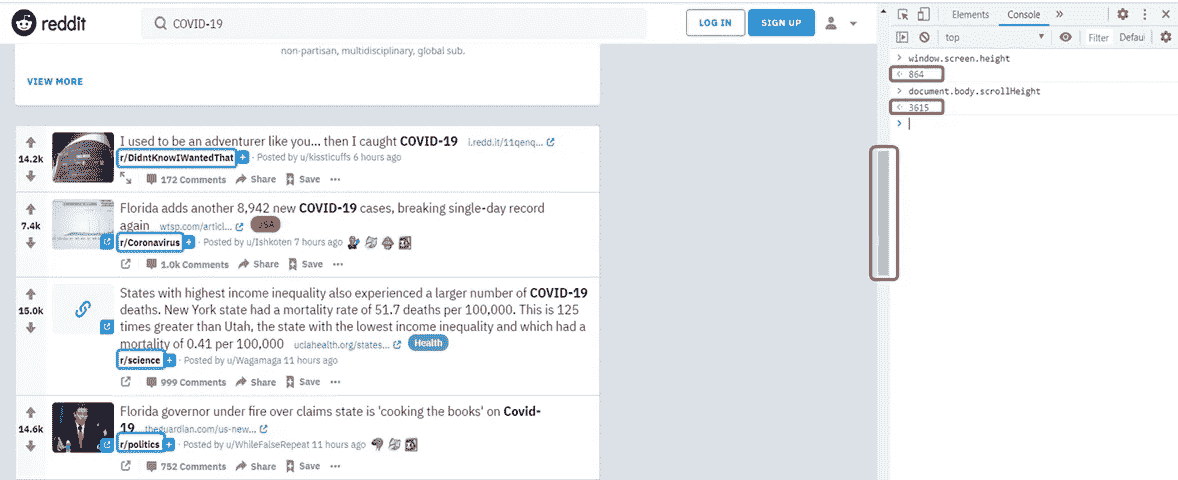 reddit
COVID-19
LOG IN
SIGN UP
non-partisan, multidisciplinary, global sub.
VIEW MORE
14.2k
I used to be an adventurer like you... then I caught COVID-19 i.redd.it/11qenq...
r/DidntKnowIWantedThat + · Posted by u/kissticuffs 6 hours ago
172 Comments Share Save ...
7.4k
Florida adds another 8,942 new COVID-19 cases, breaking single-day record
again wtsp.com/articl... USA
r/Coronavirus + · Posted by u/Ishkoten 7 hours ago
1.0k Comments Share Save ...
15.0k
States with highest income inequality also experienced a larger number of COVID-19
deaths. New York state had a mortality rate of 51.7 deaths per 100,000. This is 125
times greater than Utah, the state with the lowest income inequality and which had a
mortality of 0.41 per 100,000 uclahealth.org/states... Health
r/science + · Posted by u/Wagamaga 11 hours ago
999 Comments Share Save ...
14.6k
Florida governor under fire over claims state is 'cooking the books' on Covid-
19 theguardian.com/us-new...
r/politics + · Posted by u/WhileFalseRepeat 11 hours ago
752 Comments Share Save ...
Elements Console »
top Filter Defau
> window.screen.height
< 864
> document.body.scrollHeight
< 3615
>